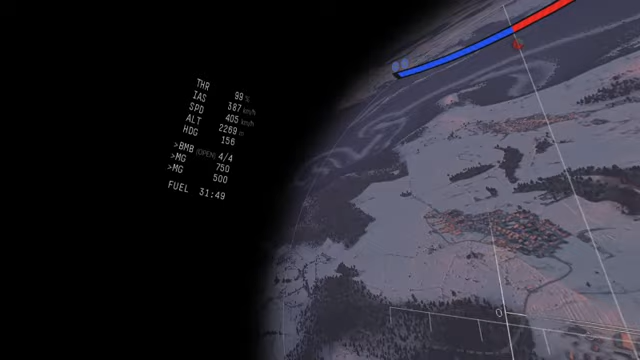 THR 99 %
IAS 387 km/h
SPD 405 km/h
ALT 2269 m
HDG 156
>BMB (OPEN) 4/4
>MG 750
>MG 500
FUEL 31:49
0